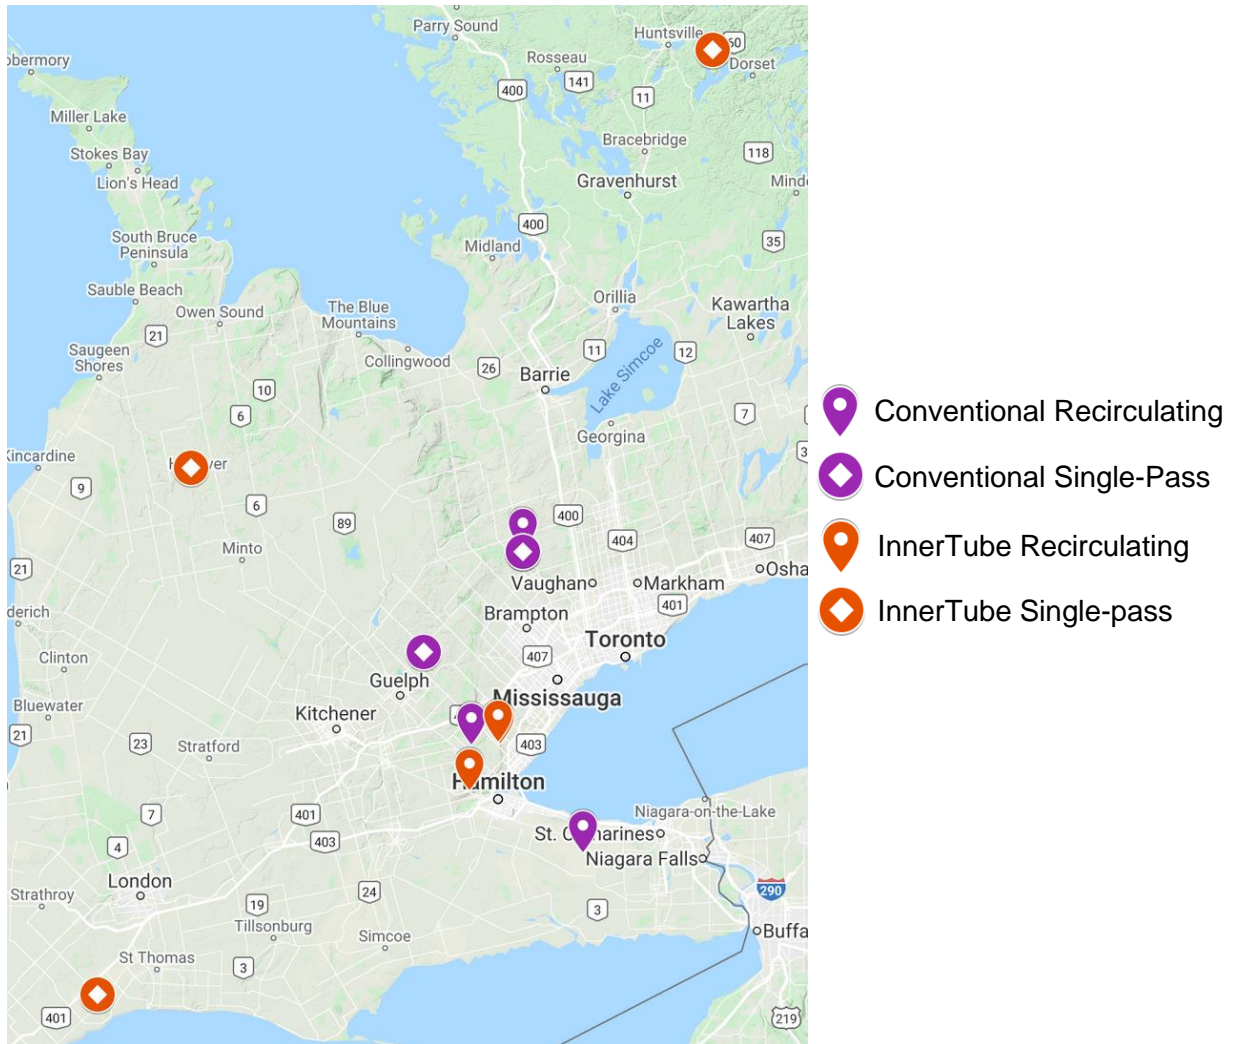 Parry Sound
Huntsville
60
obermory
Rosseau
Dorset
141
400
11
Miller Lake
Bracebridge
Stokes Bay
118
Lion's Head
Gravenhurst
Mind
400
South Bruce
Peninsula
Midland
35
Sauble Beach
Orillia
Owen Sound
The Blue
Mountains
Kawartha
Lakes
21
Saugeen
Shores
Collingwood
11
12
Lake Simcoe
26
Barrie
10
6
7
Georgina
Kincardine
9
6
400
89
404
407
Minto
21
Vaughan
Markham
Osha
401
derich
Brampton
Toronto
Clinton
407
Guelph
Mississauga
Bluewater
Kitchener
21
23
Stratford
403
Hamilton
7
401
Niagara-on-the-Lake
403
St. Catharines
4
Niagara Falls
London
24
290
Strathroy
19
3
Tillsonburg
Simcoe
Buffa
St Thomas
3
401
219
Conventional Recirculating
Conventional Single-Pass
InnerTube Recirculating
InnerTube Single-pass